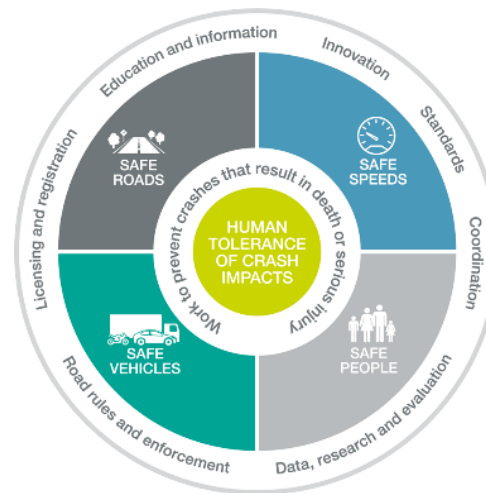 Education and information
Innovation
Standards
Coordination
Data, research and evaluation
Road rules and enforcement
Licensing and registration
SAFE
ROADS
SAFE
SPEEDS
SAFE
PEOPLE
SAFE
VEHICLES
Work to prevent crashes that result in death or serious injury
HUMAN
TOLERANCE
OF CRASH
IMPACTS